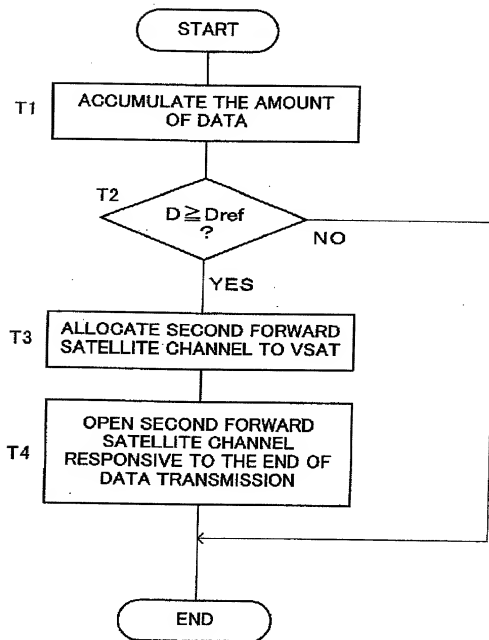 START
T1
ACCUMULATE THE AMOUNT
OF DATA
T2
D≧Dref
?
NO
YES
T3
ALLOCATE SECOND FORWARD
SATELLITE CHANNEL TO VSAT
T4
OPEN SECOND FORWARD
SATELLITE CHANNEL
RESPONSIVE TO THE END OF
DATA TRANSMISSION
END